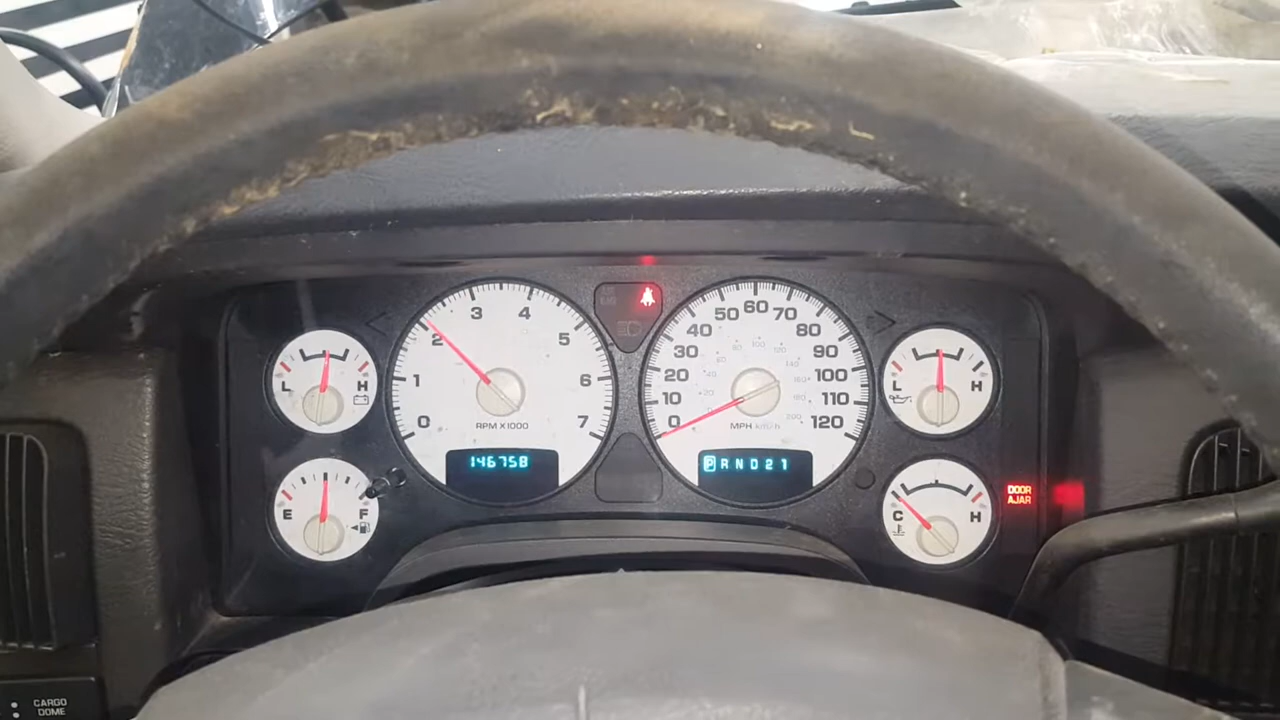 L H
E F
0 1 2 3 4 5 6 7
RPM X1000
146758
0 10 20 30 40 50 60 70 80 90 100 110 120
MPH km/h
PRND21
L H
C H
DOOR
AJAR
CARGO
DOME